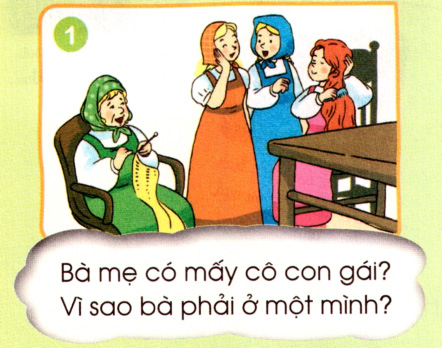 1
Bà mẹ có mấy cô con gái?
Vì sao bà phải ở một mình?